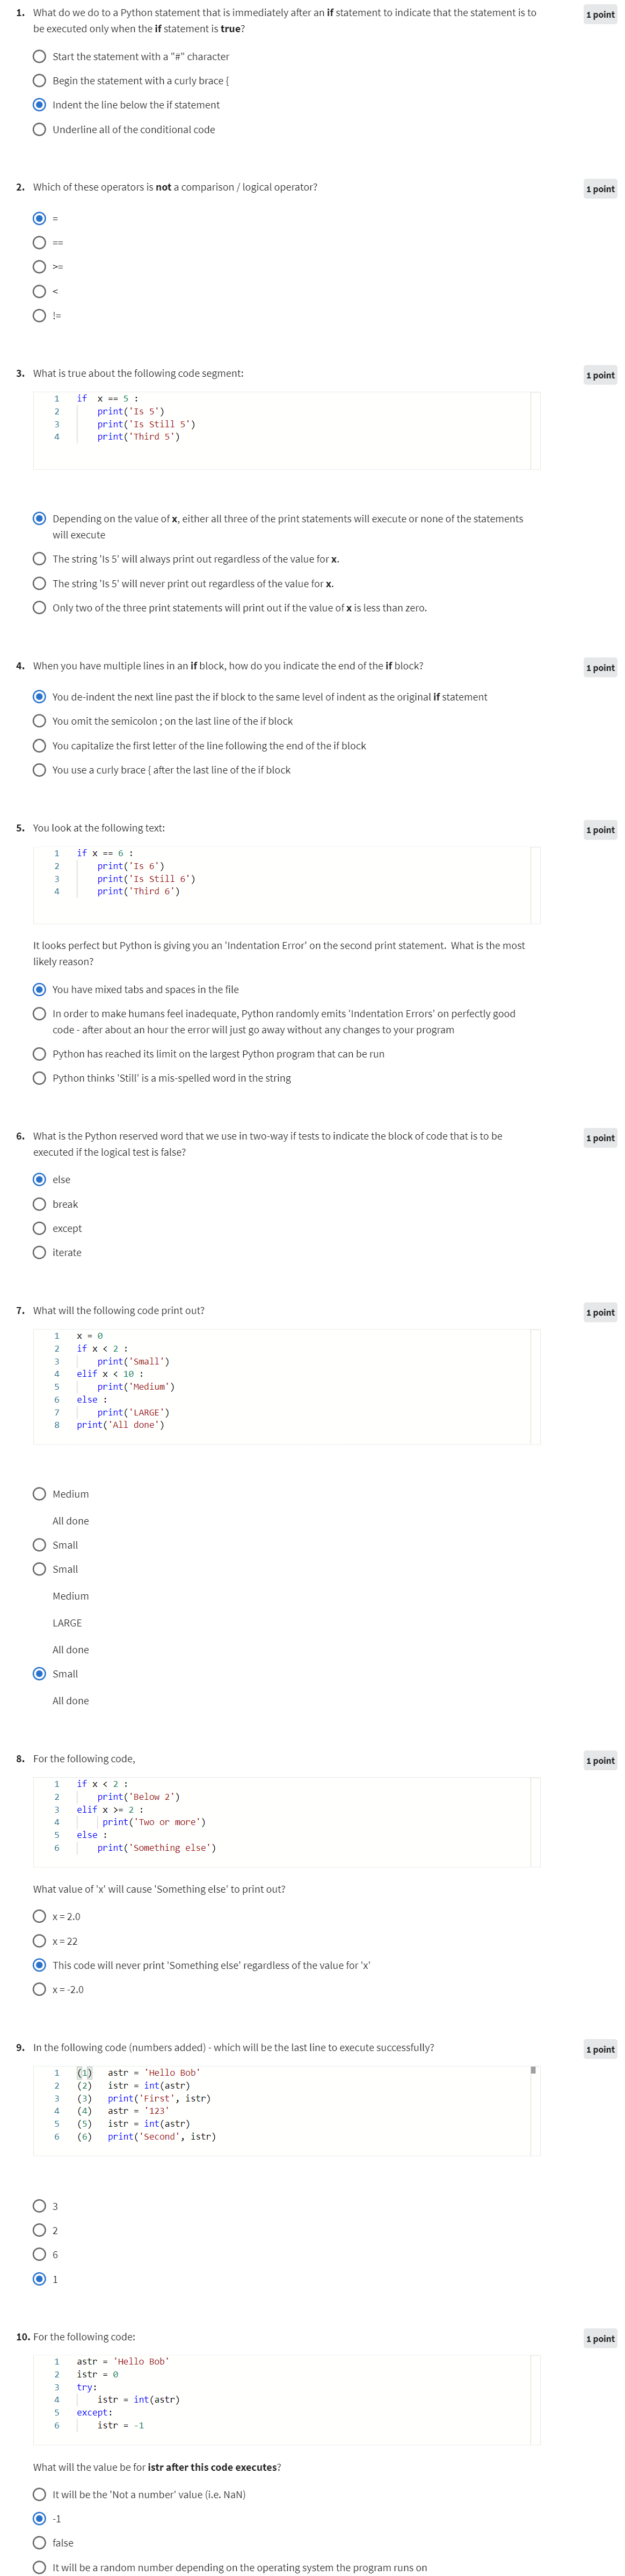 1. What do we do to a Python statement that is immediately after an if statement to indicate that the statement is to
be executed only when the if statement is true?
1 point
Start the statement with a "#" character
Begin the statement with a curly brace {
Indent the line below the if statement
Underline all of the conditional code
2. Which of these operators is not a comparison / logical operator?
1 point
=
==
>=
<
!=
3. What is true about the following code segment:
1 point
1 if  x == 5 :
2     print('Is 5')
3     print('Is Still 5')
4     print('Third 5')
Depending on the value of x, either all three of the print statements will execute or none of the statements
will execute
The string 'Is 5' will always print out regardless of the value for x.
The string 'Is 5' will never print out regardless of the value for x.
Only two of the three print statements will print out if the value of x is less than zero.
4. When you have multiple lines in an if block, how do you indicate the end of the if block?
1 point
You de-indent the next line past the if block to the same level of indent as the original if statement
You omit the semicolon ; on the last line of the if block
You capitalize the first letter of the line following the end of the if block
You use a curly brace { after the last line of the if block
5. You look at the following text:
1 point
1 if x == 6 :
2     print('Is 6')
3     print('Is Still 6')
4     print('Third 6')
It looks perfect but Python is giving you an 'Indentation Error' on the second print statement. What is the most
likely reason?
You have mixed tabs and spaces in the file
In order to make humans feel inadequate, Python randomly emits 'Indentation Errors' on perfectly good
code - after about an hour the error will just go away without any changes to your program
Python has reached its limit on the largest Python program that can be run
Python thinks 'Still' is a mis-spelled word in the string
6. What is the Python reserved word that we use in two-way if tests to indicate the block of code that is to be
executed if the logical test is false?
1 point
else
break
except
iterate
7. What will the following code print out?
1 point
1 x = 0
2 if x < 2 :
3     print('Small')
4 elif x < 10 :
5     print('Medium')
6 else :
7     print('LARGE')
8 print('All done')
Medium
All done
Small
Small
Medium
LARGE
All done
Small
All done
8. For the following code,
1 point
1 if x < 2 :
2     print('Below 2')
3 elif x >= 2 :
4      print('Two or more')
5 else :
6     print('Something else')
What value of 'x' will cause 'Something else' to print out?
x = 2.0
x = 22
This code will never print 'Something else' regardless of the value for 'x'
x = -2.0
9. In the following code (numbers added) - which will be the last line to execute successfully?
1 point
1 (1)   astr = 'Hello Bob'
2 (2)   istr = int(astr)
3 (3)   print('First', istr)
4 (4)   astr = '123'
5 (5)   istr = int(astr)
6 (6)   print('Second', istr)
3
2
6
1
10. For the following code:
1 point
1 astr = 'Hello Bob'
2 istr = 0
3 try:
4     istr = int(astr)
5 except:
6     istr = -1
What will the value be for istr after this code executes?
It will be the 'Not a number' value (i.e. NaN)
-1
false
It will be a random number depending on the operating system the program runs on